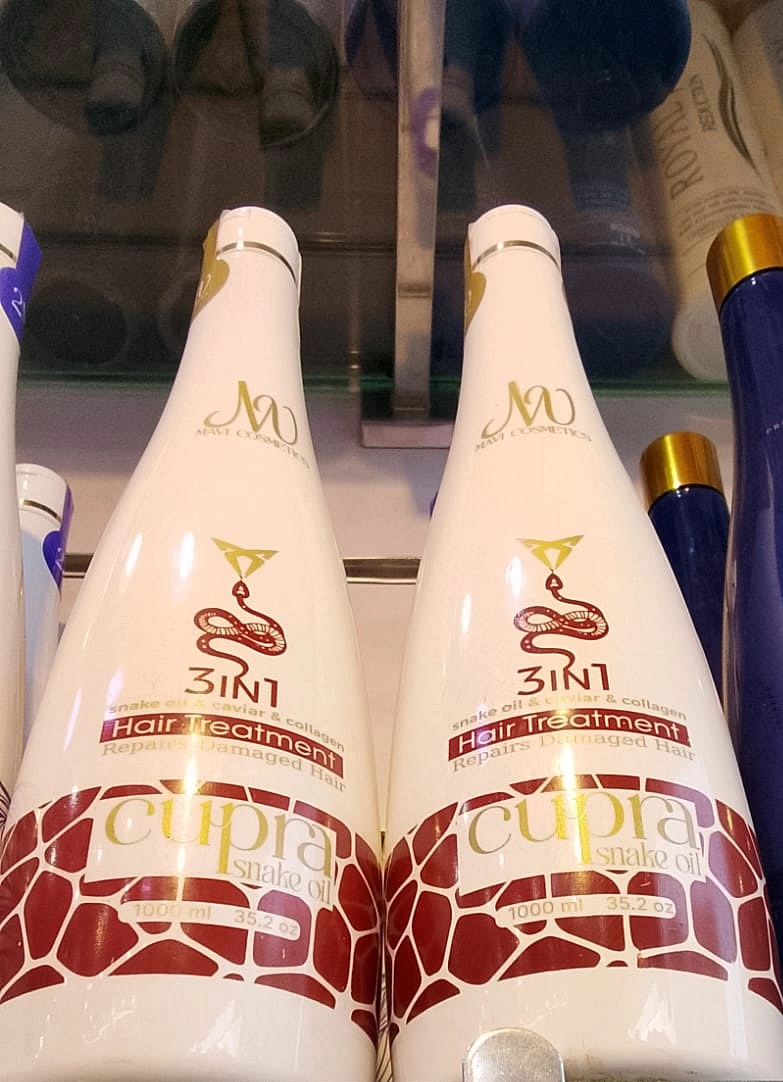 ROYAL
MAVI COSMETICS
3IN1
snake oil & caviar & collagen
Hair Treatment
Repairs Damaged Hair
cupra
snake oil
1000 ml 35.2 oz
MAVI COSMETICS
3IN1
snake oil & caviar & collagen
Hair Treatment
Repairs Damaged Hair
cupra
snake oil
1000 ml 35.2 oz